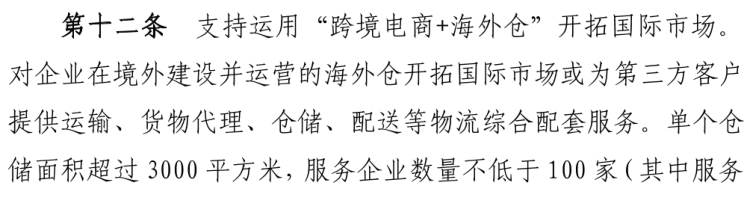 第十二条　支持运用“跨境电商+海外仓”开拓国际市场。
对企业在境外建设并运营的海外仓开拓国际市场或为第三方客户
提供运输、货物代理、仓储、配送等物流综合配套服务。单个仓
储面积超过 3000 平方米，服务企业数量不低于 100 家（其中服务